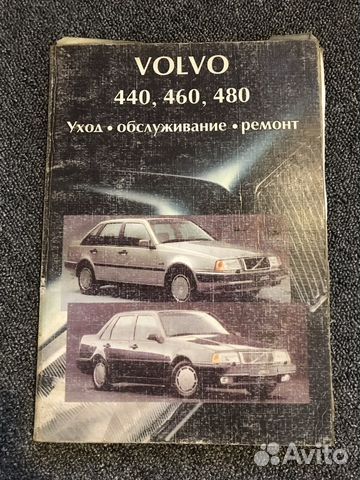 VOLVO
440, 460, 480
Уход • обслуживание • ремонт
Avito